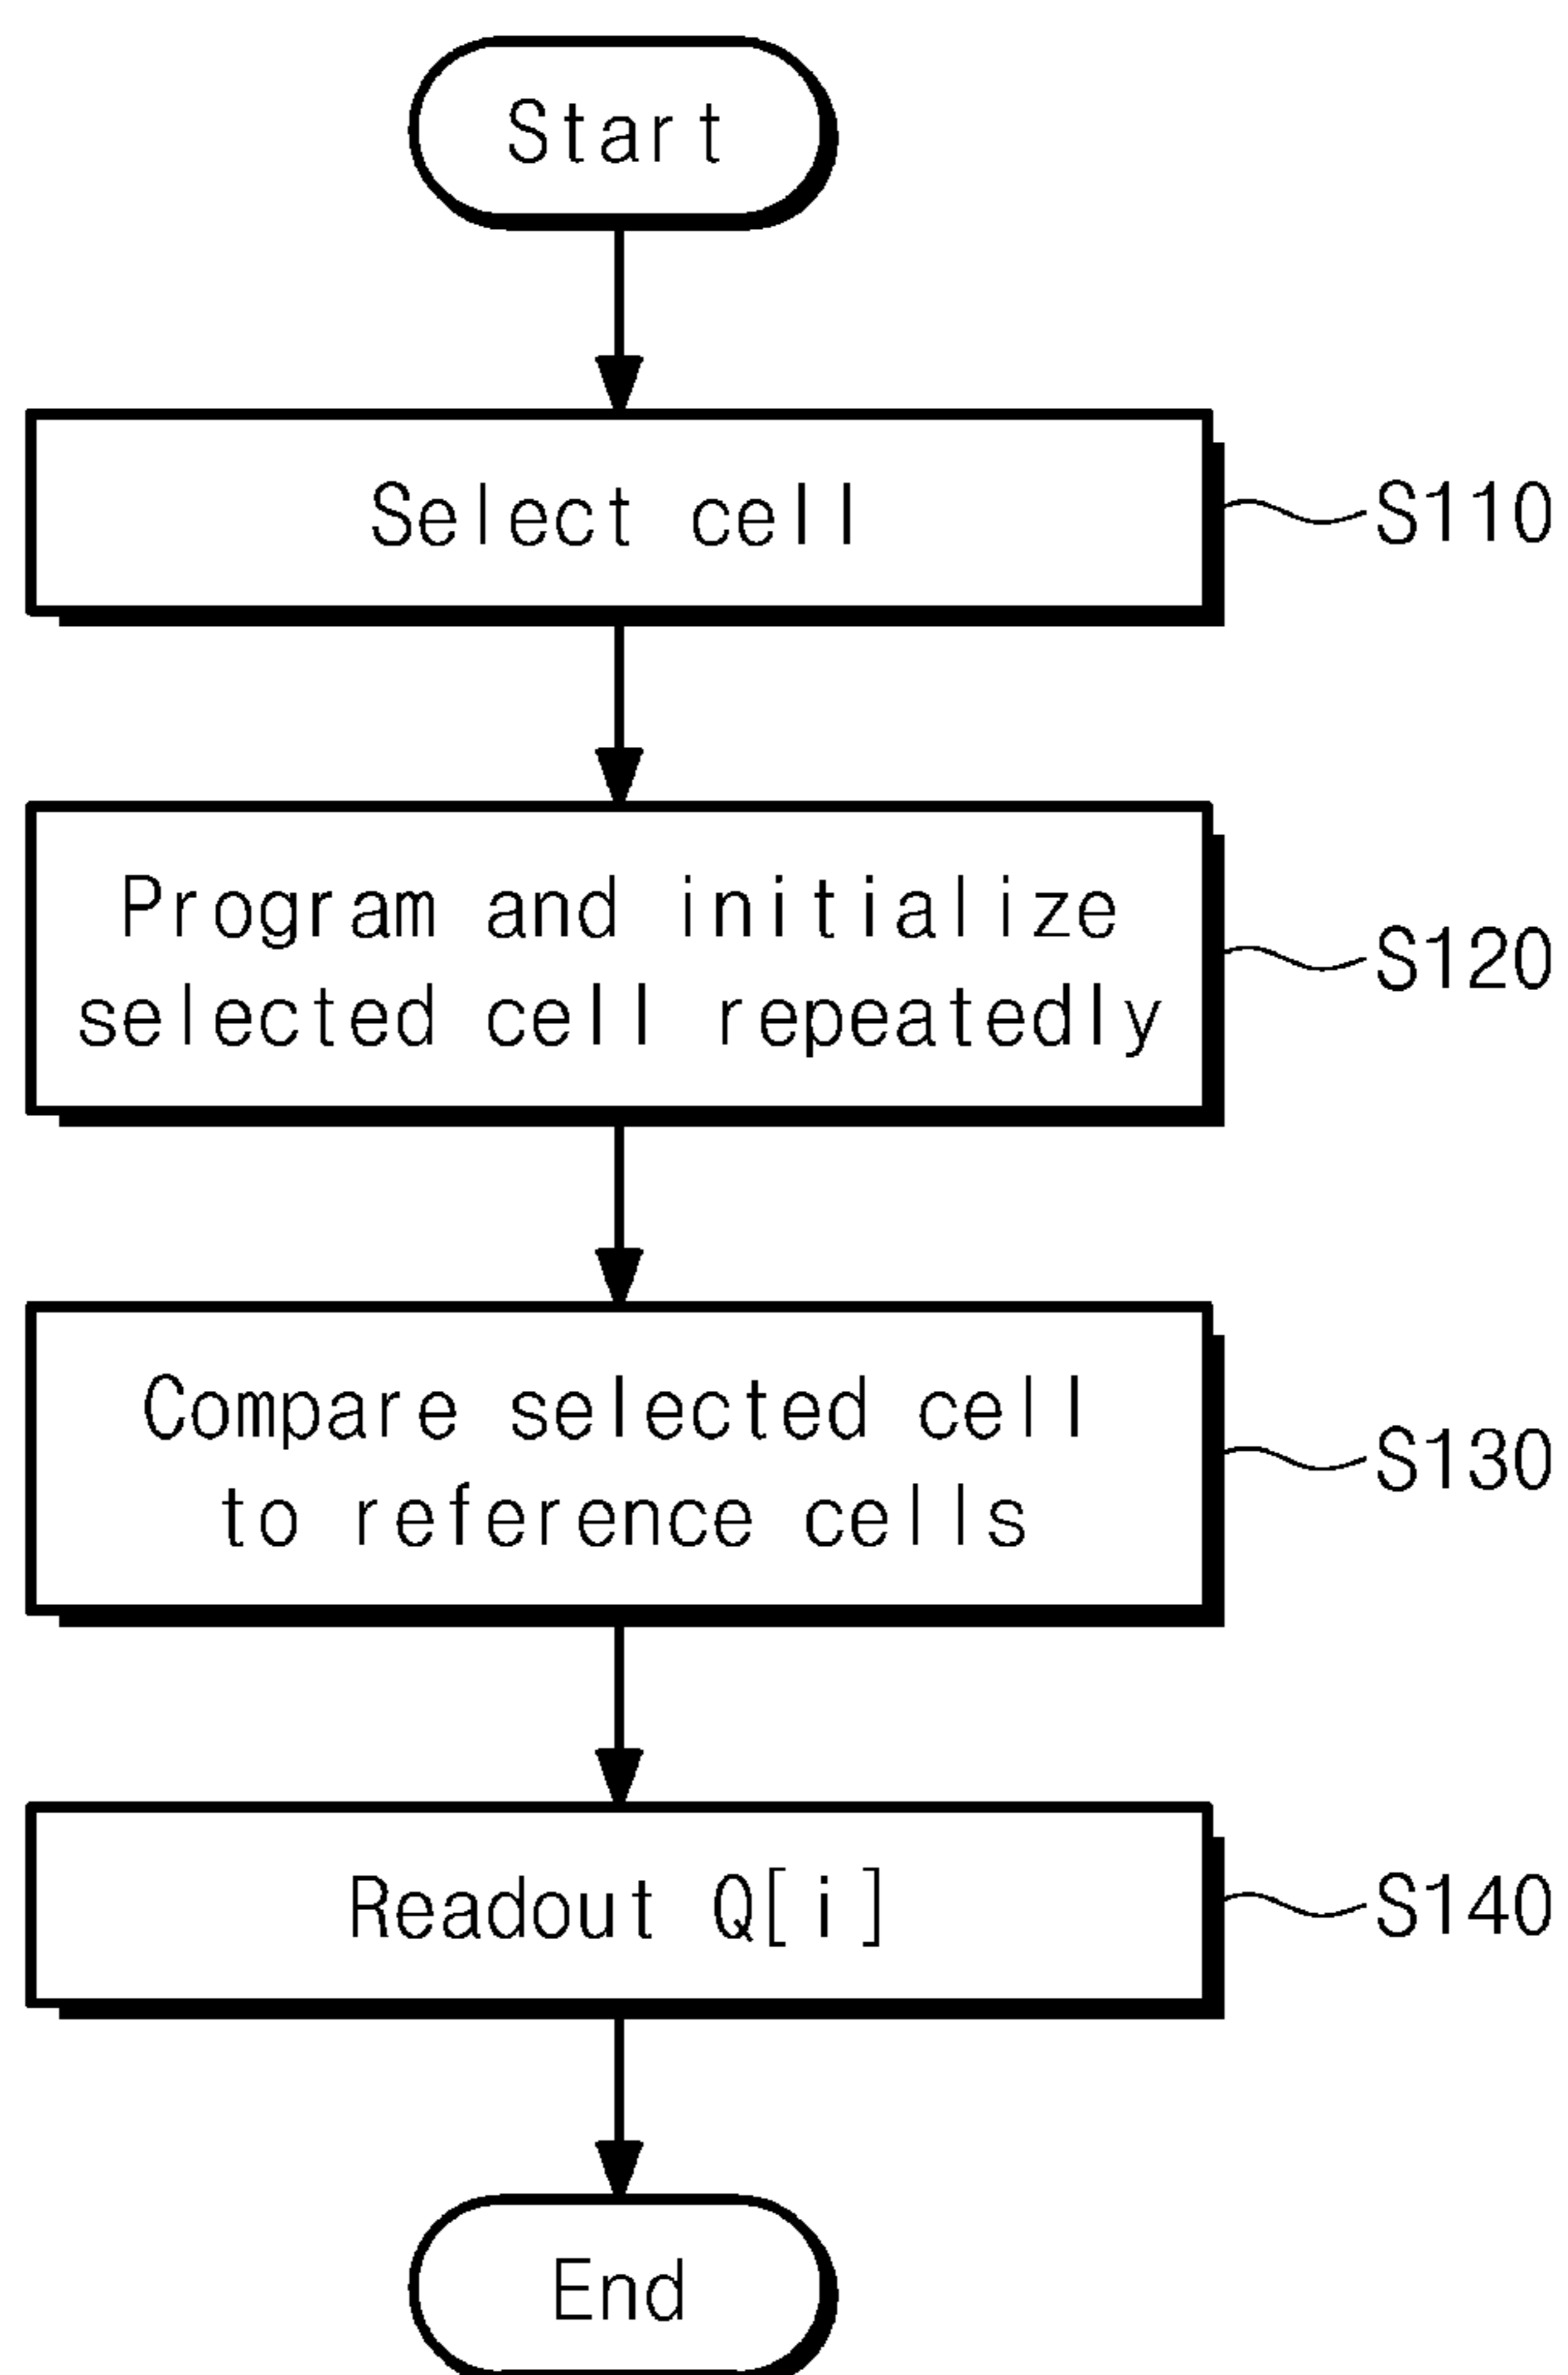 Start
Select cell
S110
Program and initialize
selected cell repeatedly
S120
Compare selected cell
to reference cells
S130
Readout Q[i]
S140
End